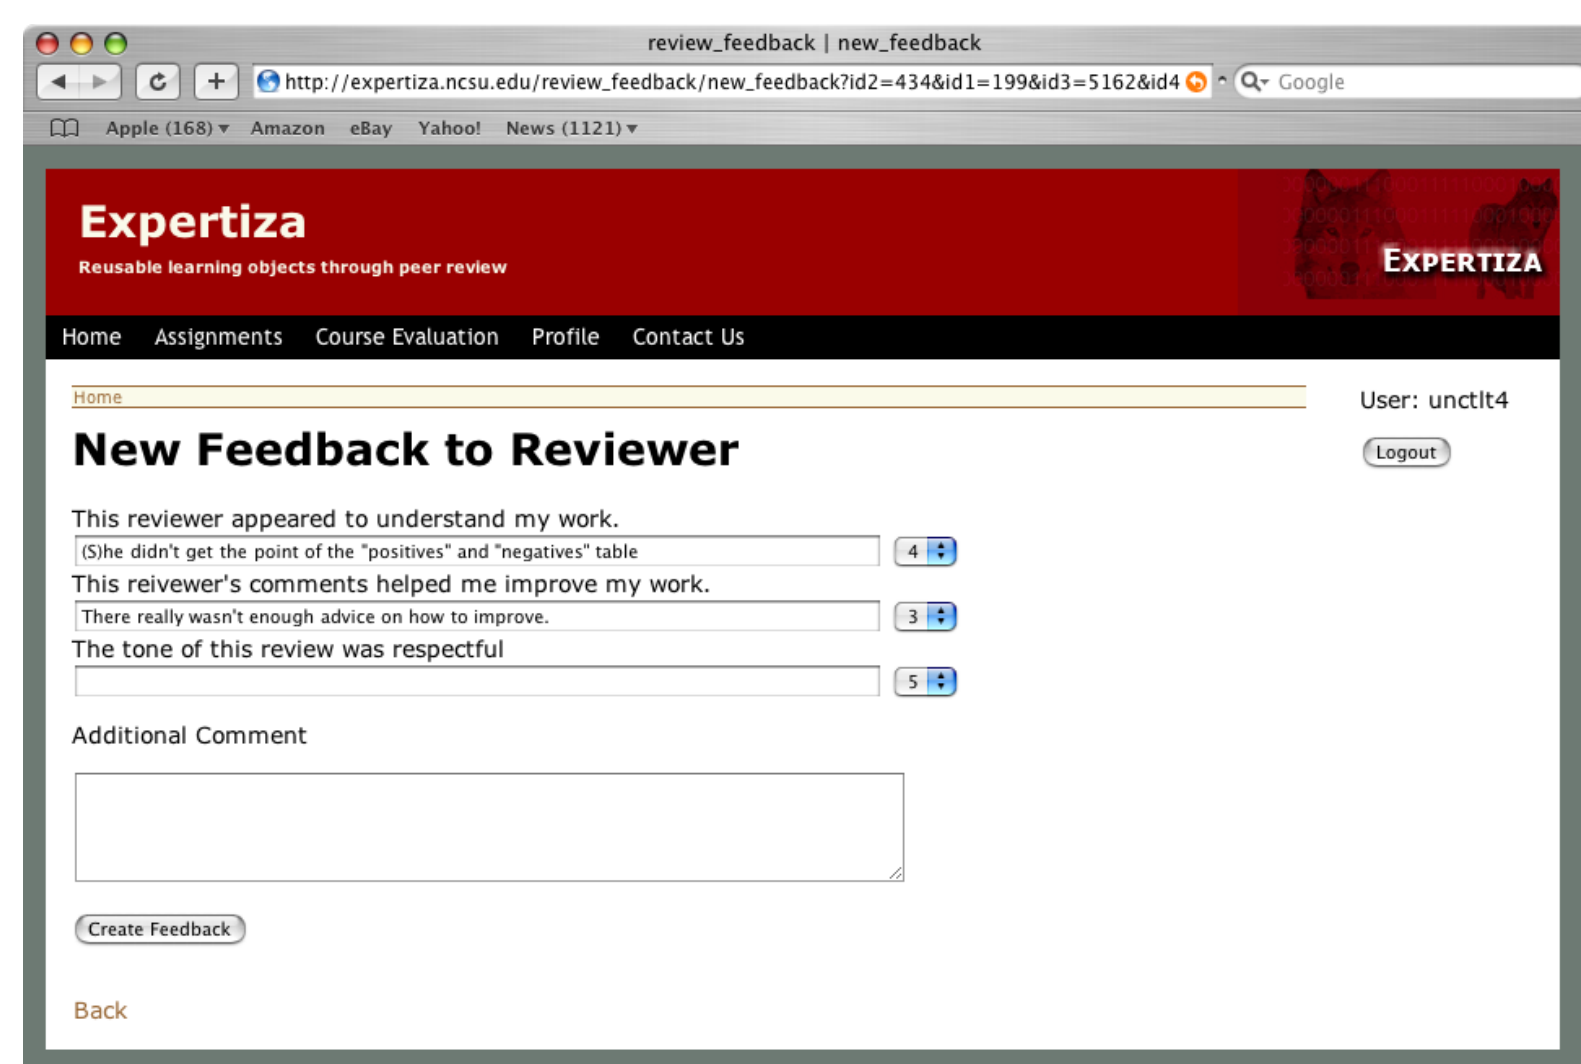 review_feedback | new_feedback
http://expertiza.ncsu.edu/review_feedback/new_feedback?id2=434&id1=199&id3=5162&id4
Google
Apple (168) Amazon eBay Yahoo! News (1121)
Expertiza
Reusable learning objects through peer review
EXPERTIZA
Home Assignments Course Evaluation Profile Contact Us
Home
User: unctlt4
New Feedback to Reviewer
Logout
This reviewer appeared to understand my work.
(S)he didn't get the point of the "positives" and "negatives" table 4
This reivewer's comments helped me improve my work.
There really wasn't enough advice on how to improve. 3
The tone of this review was respectful
5
Additional Comment
Create Feedback
Back